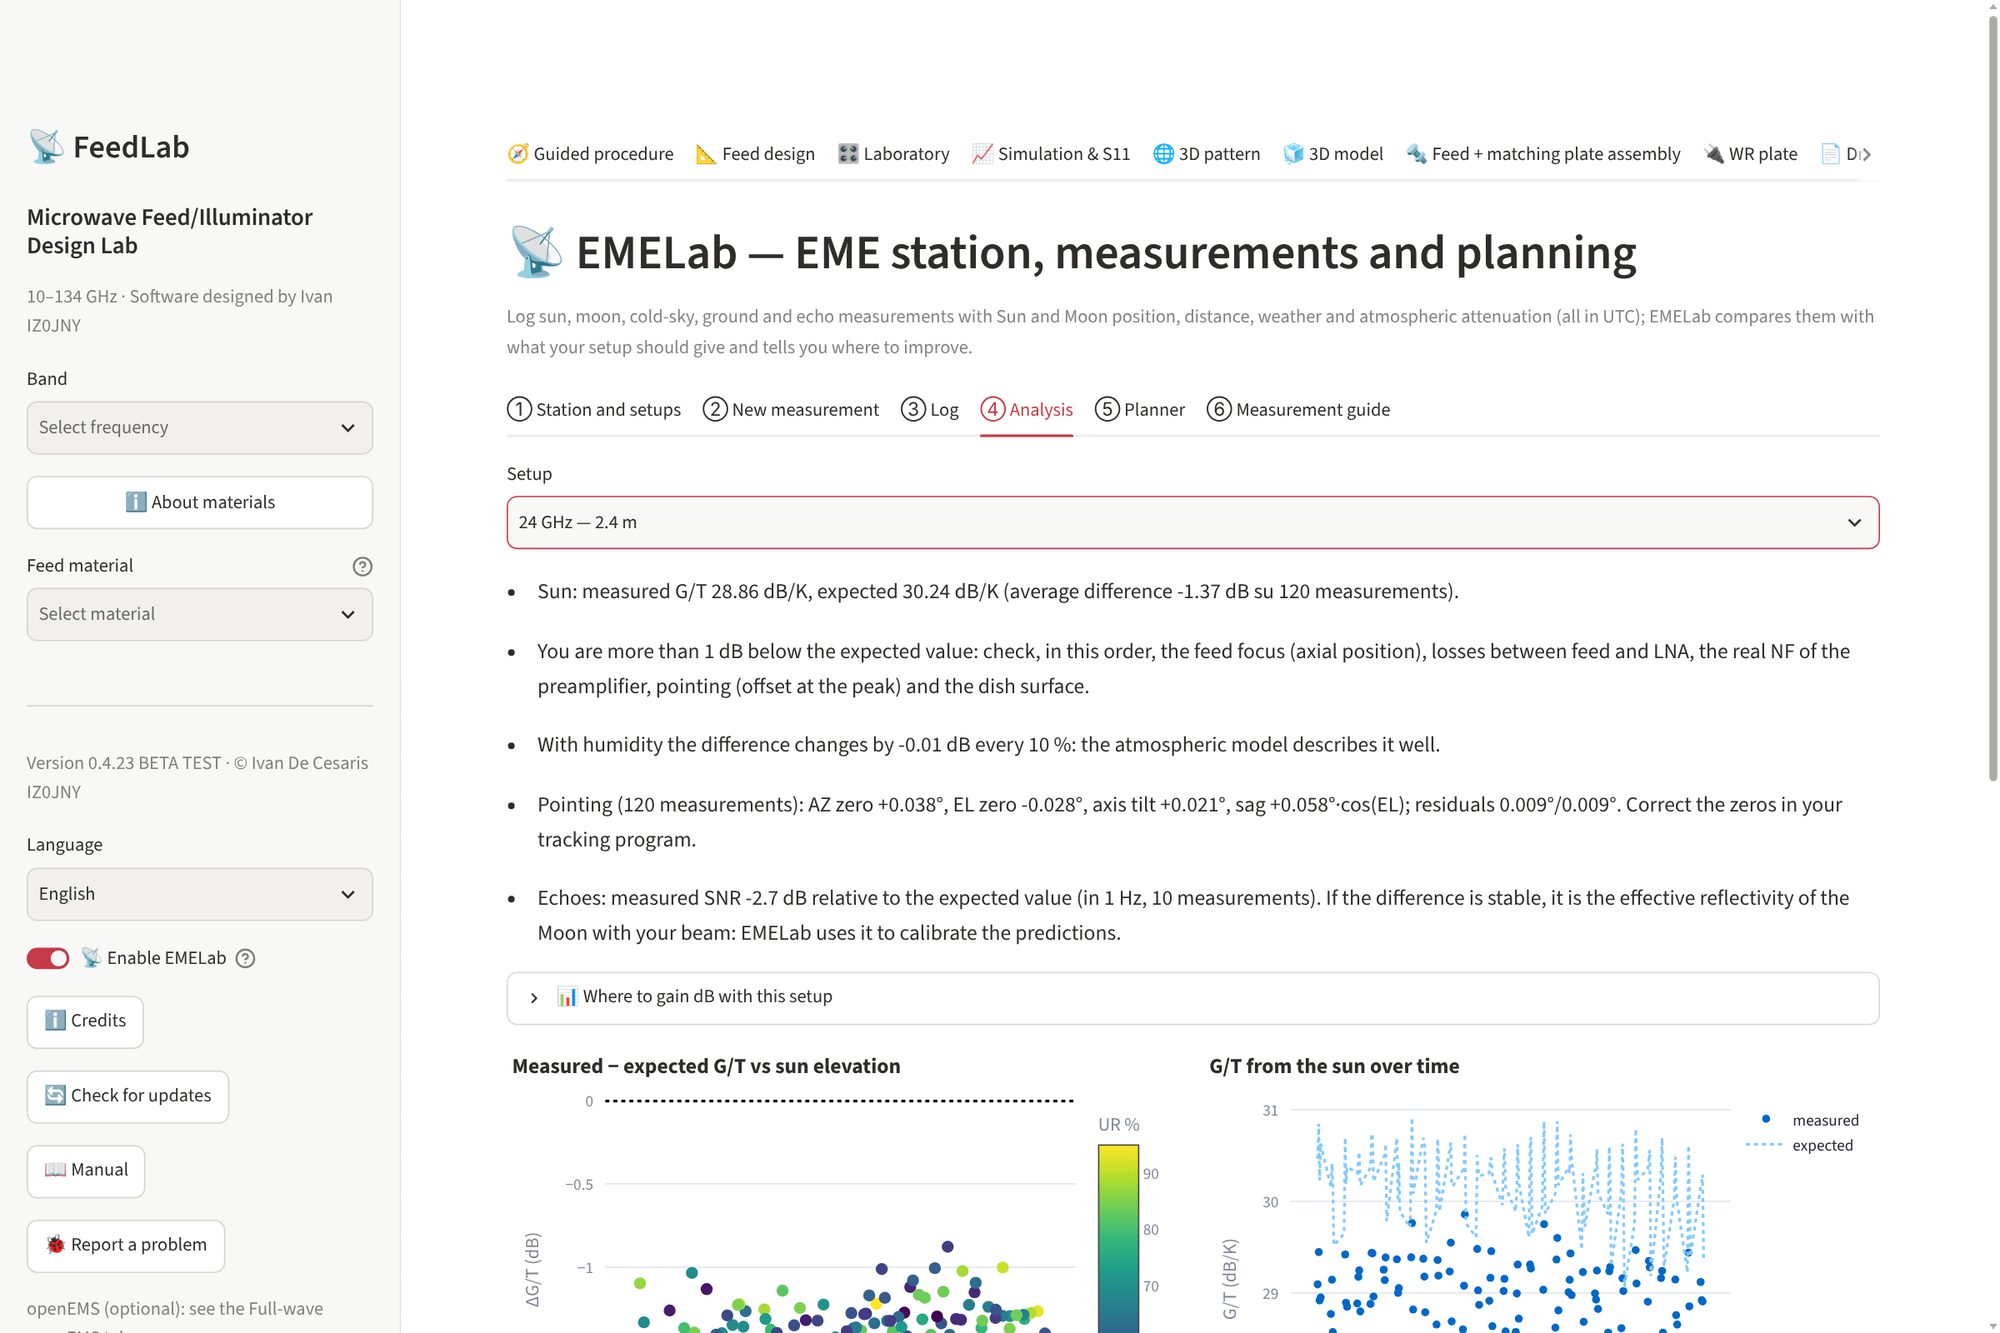 FeedLab
Microwave Feed/Illuminator
Design Lab
10–134 GHz · Software designed by Ivan
IZ0JNY
Band
Select frequency
About materials
Feed material
Select material
Version 0.4.23 BETA TEST · © Ivan De Cesaris
IZ0JNY
Language
English
Enable EMELab
Credits
Check for updates
Manual
Report a problem
openEMS (optional): see the Full-wave
Guided procedure Feed design Laboratory Simulation & S11 3D pattern 3D model Feed + matching plate assembly WR plate
EMELab — EME station, measurements and planning
Log sun, moon, cold-sky, ground and echo measurements with Sun and Moon position, distance, weather and atmospheric attenuation (all in UTC); EMELab compares them with
what your setup should give and tells you where to improve.
① Station and setups ② New measurement ③ Log ④ Analysis ⑤ Planner ⑥ Measurement guide
Setup
24 GHz — 2.4 m
• Sun: measured G/T 28.86 dB/K, expected 30.24 dB/K (average difference -1.37 dB su 120 measurements).
• You are more than 1 dB below the expected value: check, in this order, the feed focus (axial position), losses between feed and LNA, the real NF of the
preamplifier, pointing (offset at the peak) and the dish surface.
• With humidity the difference changes by -0.01 dB every 10 %: the atmospheric model describes it well.
• Pointing (120 measurements): AZ zero +0.038°, EL zero -0.028°, axis tilt +0.021°, sag +0.058°·cos(EL); residuals 0.009°/0.009°. Correct the zeros in your
tracking program.
• Echoes: measured SNR -2.7 dB relative to the expected value (in 1 Hz, 10 measurements). If the difference is stable, it is the effective reflectivity of the
Moon with your beam: EMELab uses it to calibrate the predictions.
Where to gain dB with this setup
Measured − expected G/T vs sun elevation
0
−0.5
−1
ΔG/T (dB)
UR %
90
80
70
G/T from the sun over time
31
30
29
G/T (dB/K)
measured
expected